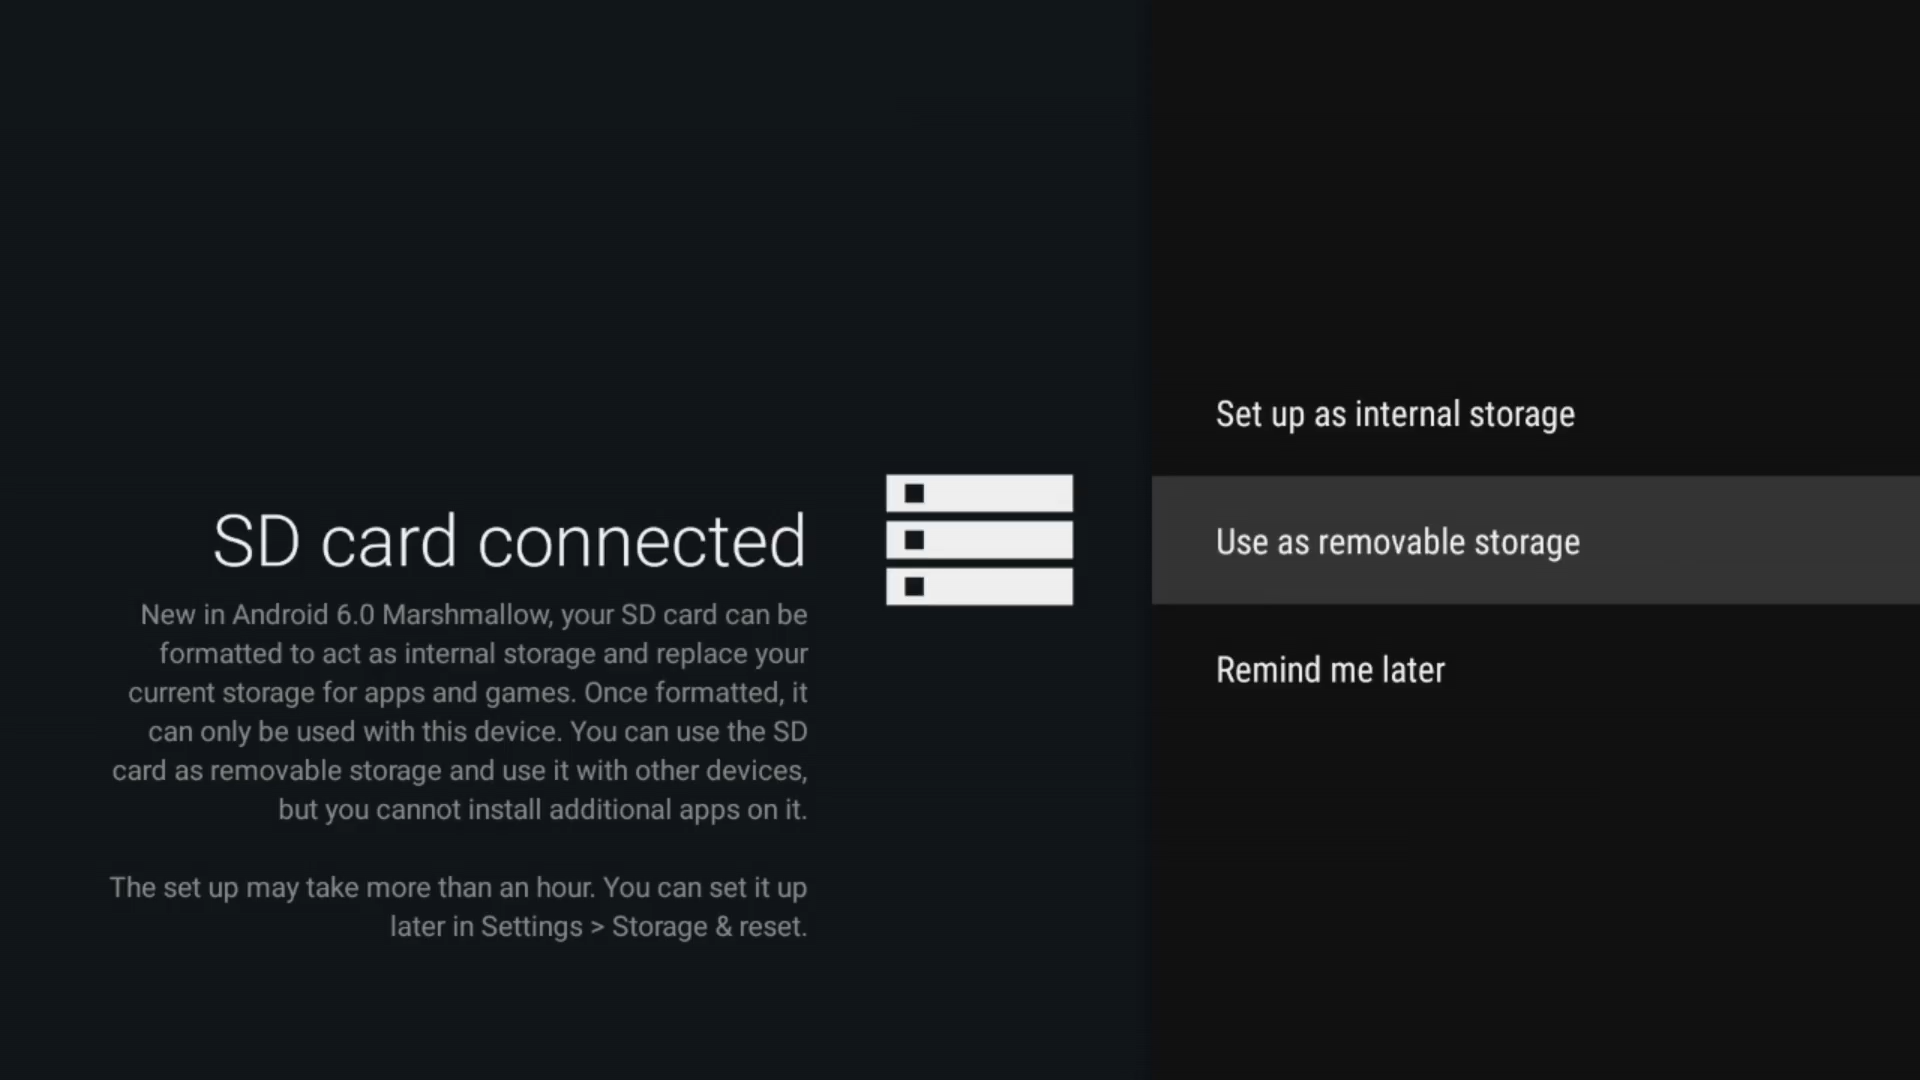 SD card connected
New in Android 6.0 Marshmallow, your SD card can be
formatted to act as internal storage and replace your
current storage for apps and games. Once formatted, it
can only be used with this device. You can use the SD
card as removable storage and use it with other devices,
but you cannot install additional apps on it.
The set up may take more than an hour. You can set it up
later in Settings > Storage & reset.
Set up as internal storage
Use as removable storage
Remind me later